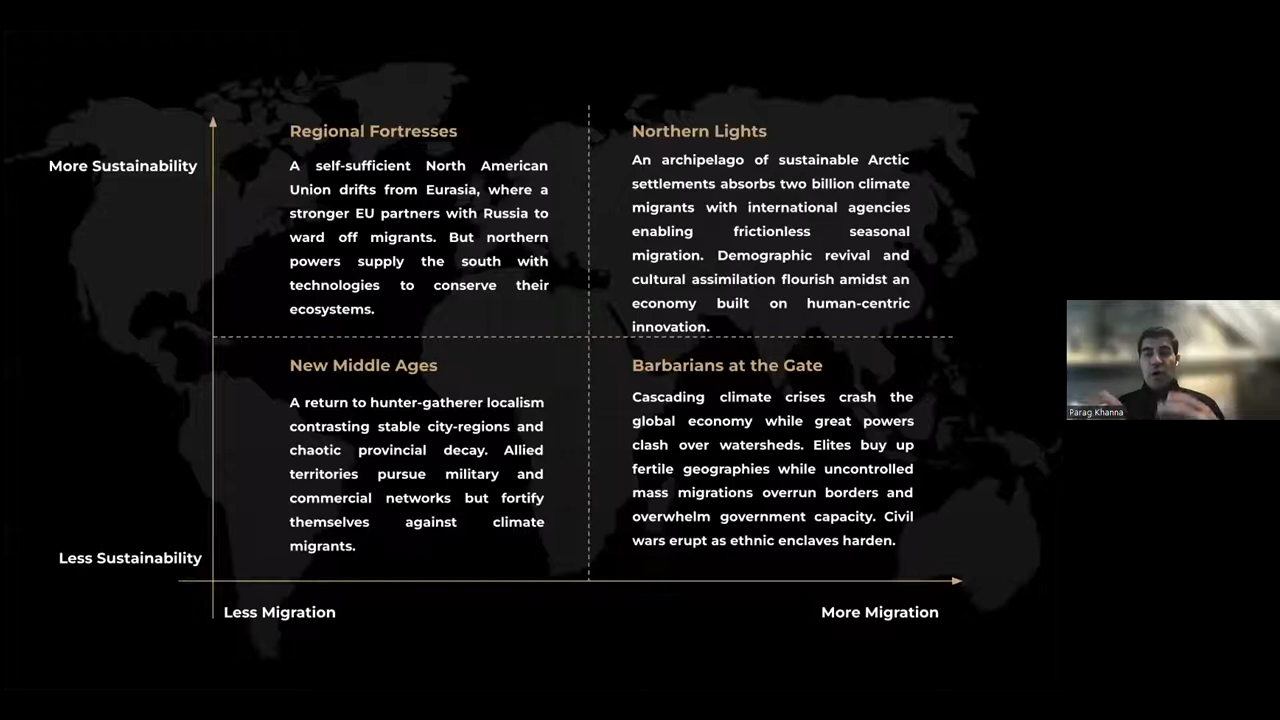 More Sustainability
Regional Fortresses
A self-sufficient North American
Union drifts from Eurasia, where a
stronger EU partners with Russia to
ward off migrants. But northern
powers supply the south with
technologies to conserve their
ecosystems.
Northern Lights
An archipelago of sustainable Arctic
settlements absorbs two billion climate
migrants with international agencies
enabling frictionless seasonal
migration. Demographic revival and
cultural assimilation flourish amidst an
economy built on human-centric
innovation.
New Middle Ages
A return to hunter-gatherer localism
contrasting stable city-regions and
chaotic provincial decay. Allied
territories pursue military and
commercial networks but fortify
themselves against climate
migrants.
Barbarians at the Gate
Cascading climate crises crash the
global economy while great powers
clash over watersheds. Elites buy up
fertile geographies while uncontrolled
mass migrations overrun borders and
overwhelm government capacity. Civil
wars erupt as ethnic enclaves harden.
Less Sustainability
Less Migration
More Migration
Parag Khanna